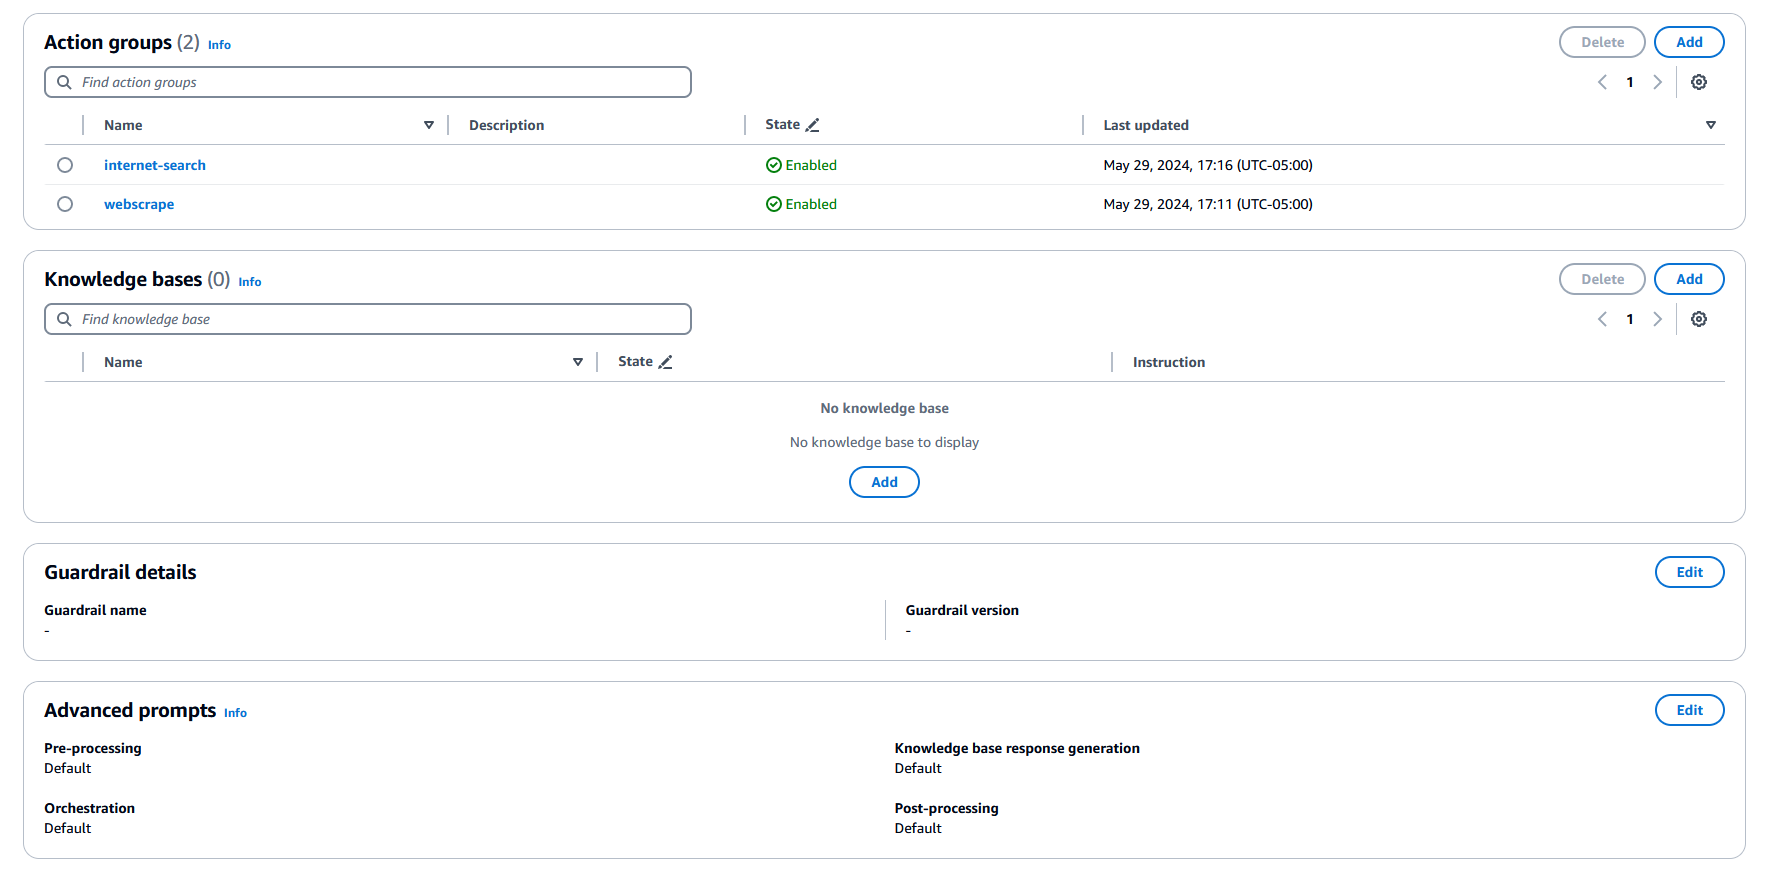 Action groups (2) Info Delete Add
Find action groups 1
Name Description State Last updated
internet-search Enabled May 29, 2024, 17:16 (UTC-05:00)
webscrape Enabled May 29, 2024, 17:11 (UTC-05:00)
Knowledge bases (0) Info Delete Add
Find knowledge base 1
Name State Instruction
No knowledge base
No knowledge base to display
Add
Guardrail details Edit
Guardrail name Guardrail version
- -
Advanced prompts Info Edit
Pre-processing Knowledge base response generation
Default Default
Orchestration Post-processing
Default Default